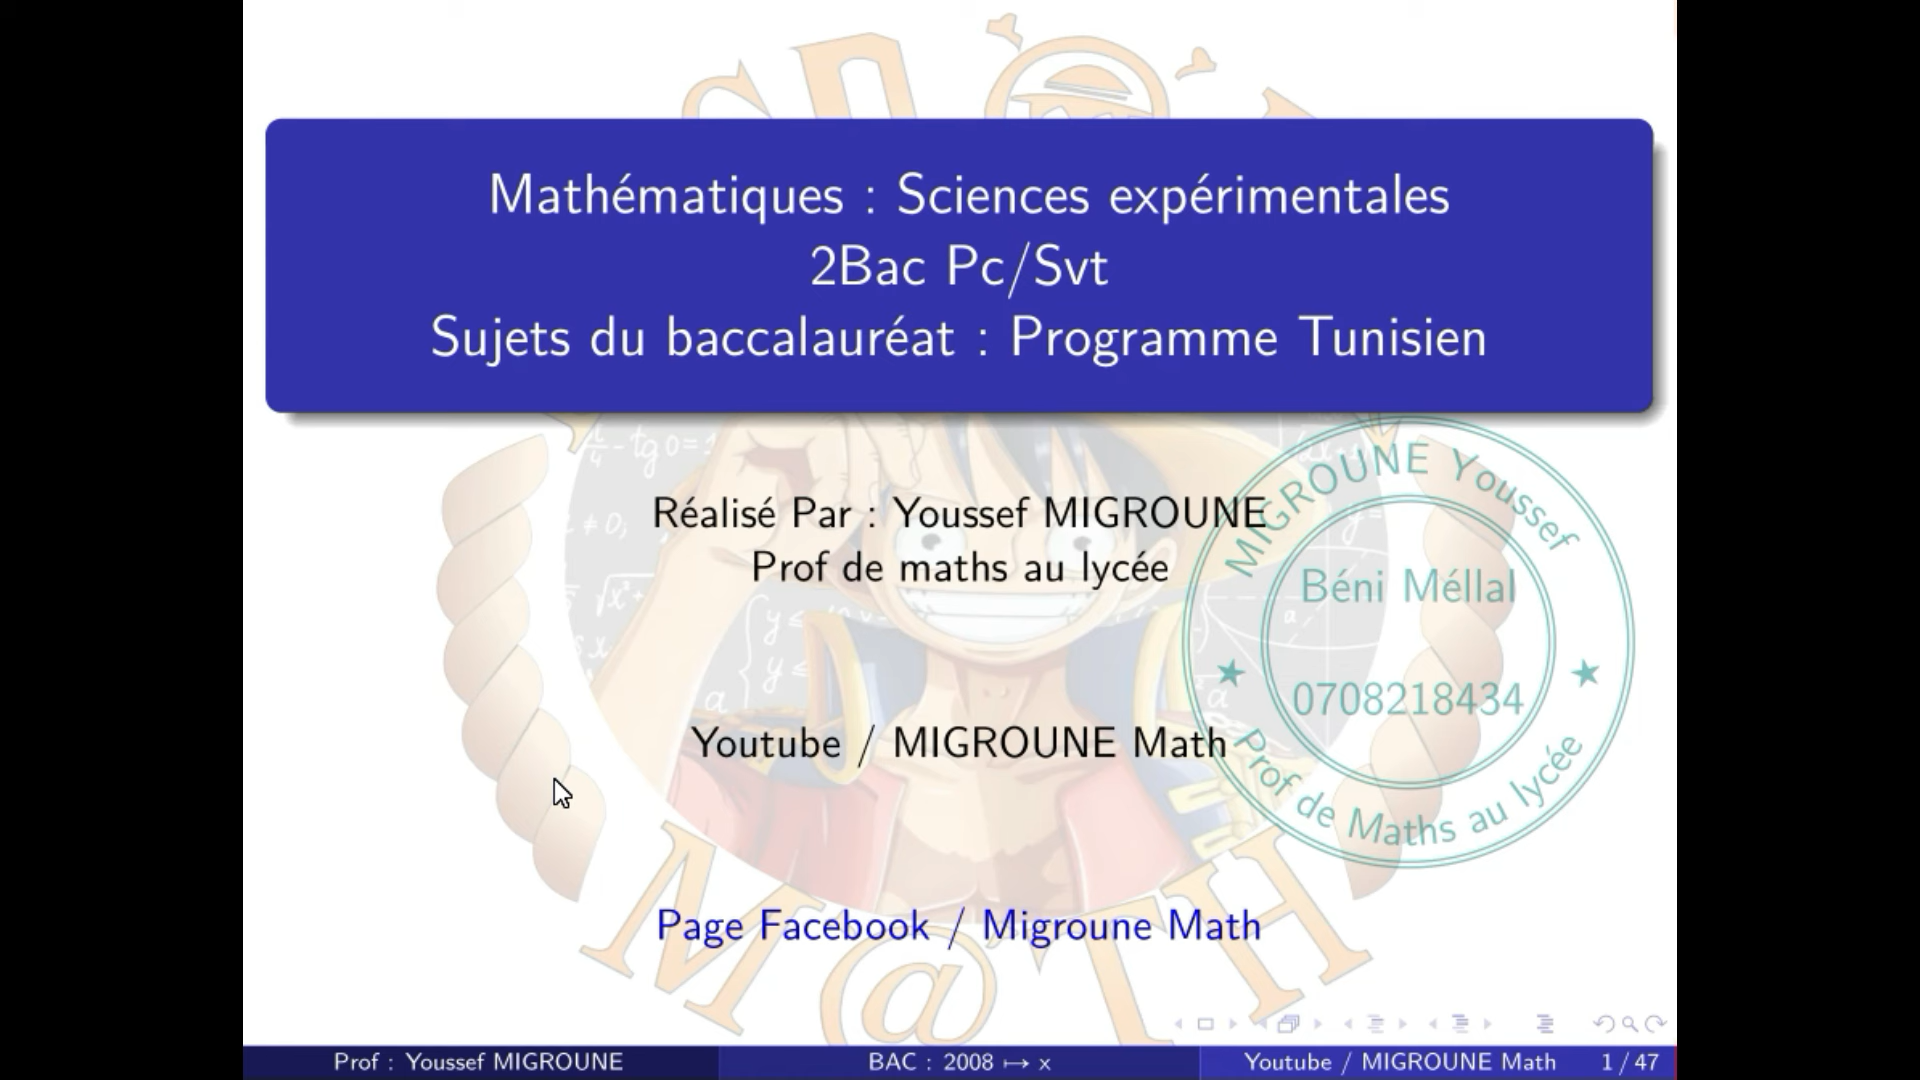 Mathématiques : Sciences expérimentales
2Bac Pc/Svt
Sujets du baccalauréat : Programme Tunisien
Réalisé Par : Youssef MIGROUNE
Prof de maths au lycée
MIGROUNE Youssef
Béni Méllal
0708218434
Prof de Maths au lycée
Youtube / MIGROUNE Math
Page Facebook / Migroune Math
M@TH
Prof : Youssef MIGROUNE
BAC : 2008 ↦ x
Youtube / MIGROUNE Math
1 / 47